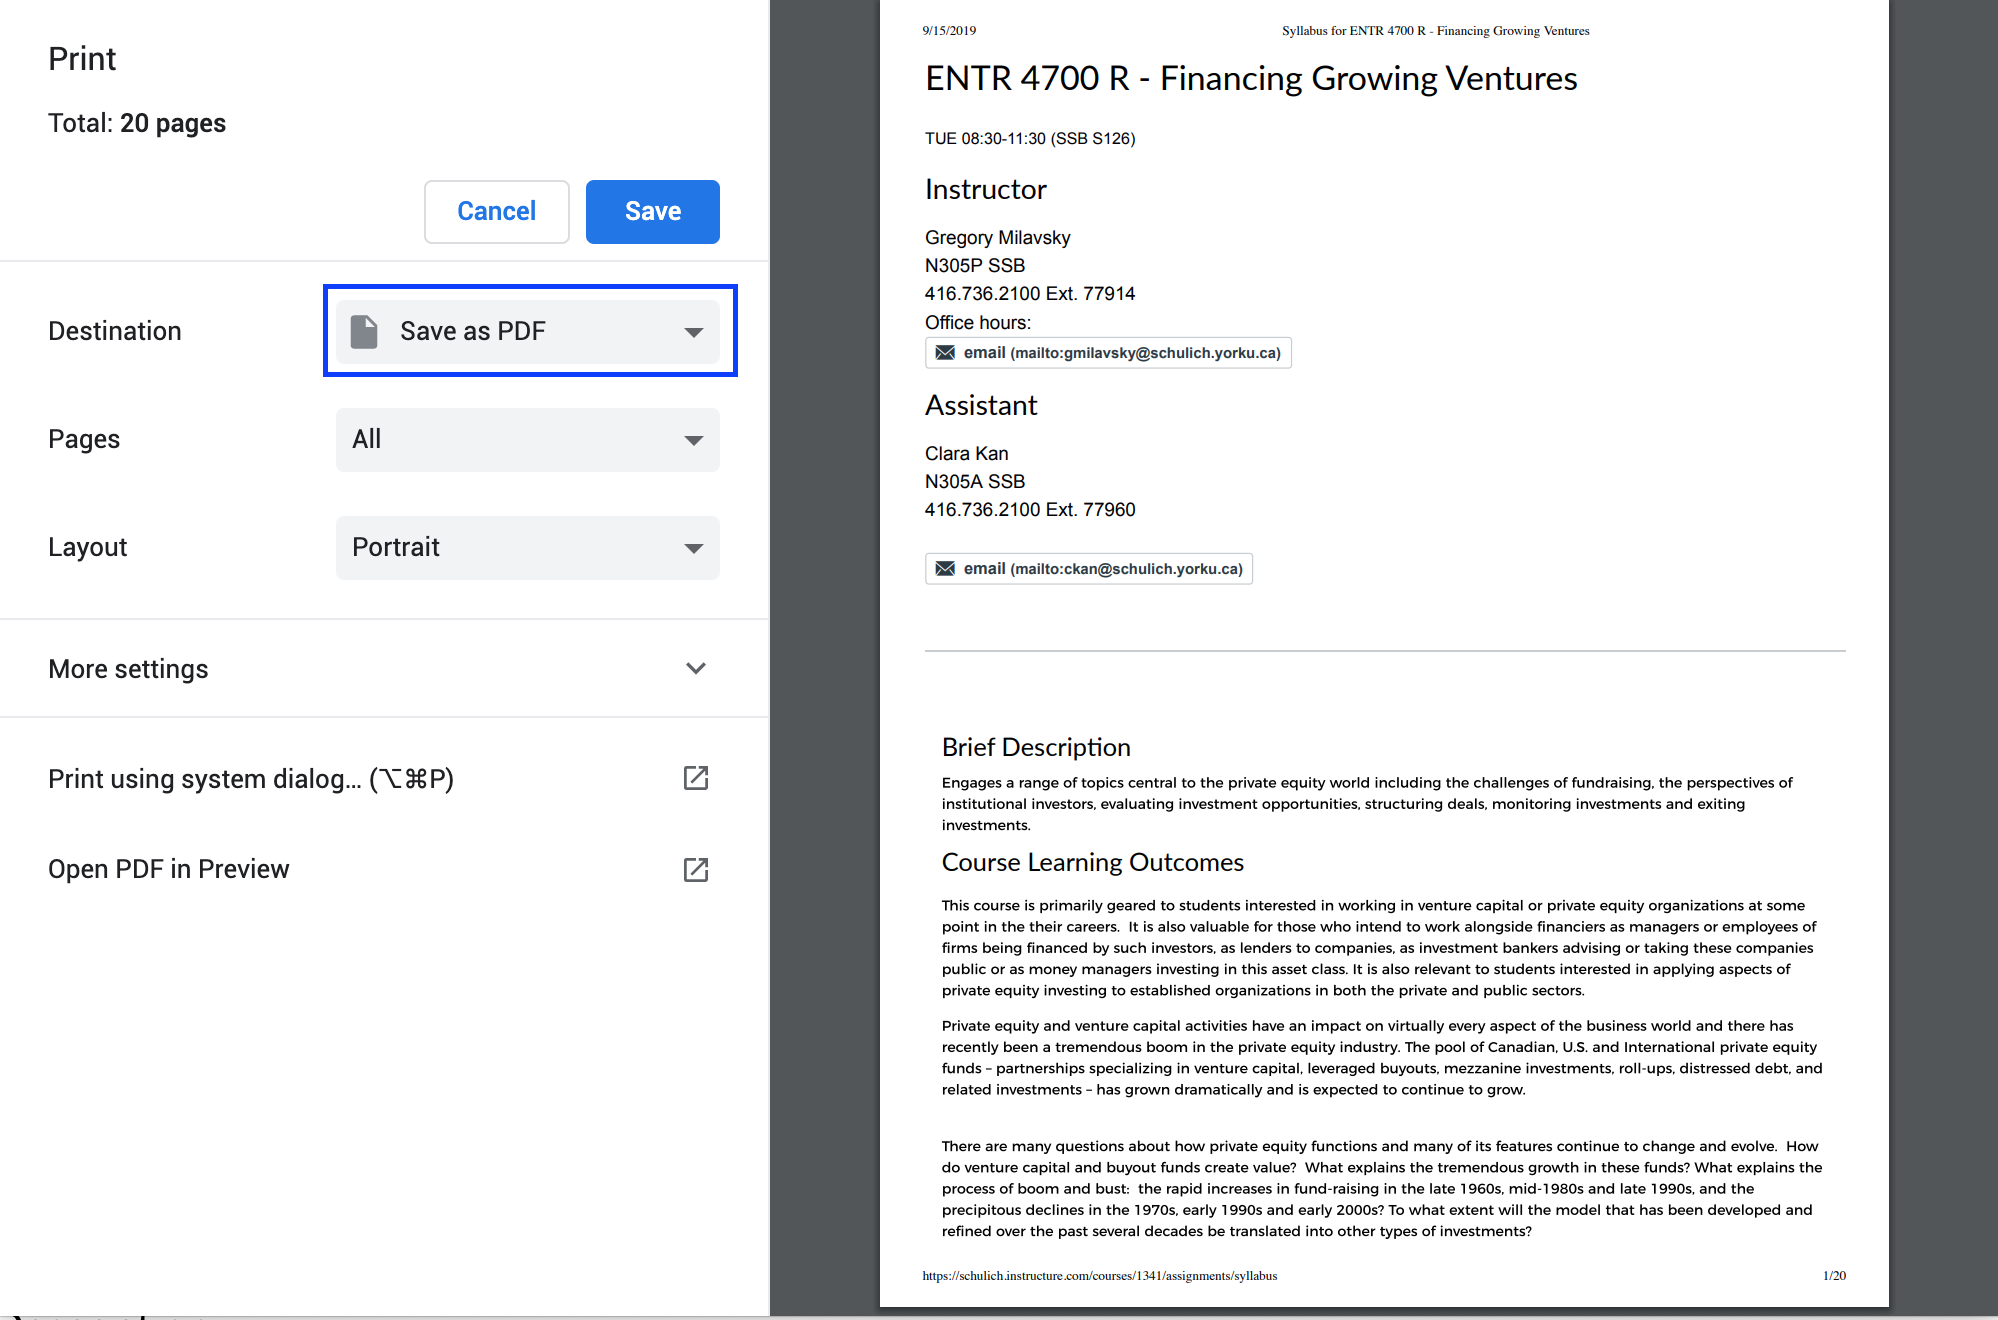 Print
Total: 20 pages
Cancel
Save
Destination
Save as PDF
Pages
All
Layout
Portrait
More settings
Print using system dialog... (⌥⌘P)
Open PDF in Preview
9/15/2019
Syllabus for ENTR 4700 R - Financing Growing Ventures
ENTR 4700 R - Financing Growing Ventures
TUE 08:30-11:30 (SSB S126)
Instructor
Gregory Milavsky
N305P SSB
416.736.2100 Ext. 77914
Office hours:
email (mailto:gmilavsky@schulich.yorku.ca)
Assistant
Clara Kan
N305A SSB
416.736.2100 Ext. 77960
email (mailto:ckan@schulich.yorku.ca)
Brief Description
Engages a range of topics central to the private equity world including the challenges of fundraising, the perspectives of
institutional investors, evaluating investment opportunities, structuring deals, monitoring investments and exiting
investments.
Course Learning Outcomes
This course is primarily geared to students interested in working in venture capital or private equity organizations at some
point in the their careers.  It is also valuable for those who intend to work alongside financiers as managers or employees of
firms being financed by such investors, as lenders to companies, as investment bankers advising or taking these companies
public or as money managers investing in this asset class. It is also relevant to students interested in applying aspects of
private equity investing to established organizations in both the private and public sectors.
Private equity and venture capital activities have an impact on virtually every aspect of the business world and there has
recently been a tremendous boom in the private equity industry. The pool of Canadian, U.S. and International private equity
funds – partnerships specializing in venture capital, leveraged buyouts, mezzanine investments, roll-ups, distressed debt, and
related investments – has grown dramatically and is expected to continue to grow.
There are many questions about how private equity functions and many of its features continue to change and evolve.  How
do venture capital and buyout funds create value?  What explains the tremendous growth in these funds? What explains the
process of boom and bust:  the rapid increases in fund-raising in the late 1960s, mid-1980s and late 1990s, and the
precipitous declines in the 1970s, early 1990s and early 2000s? To what extent will the model that has been developed and
refined over the past several decades be translated into other types of investments?
https://schulich.instructure.com/courses/1341/assignments/syllabus
1/20